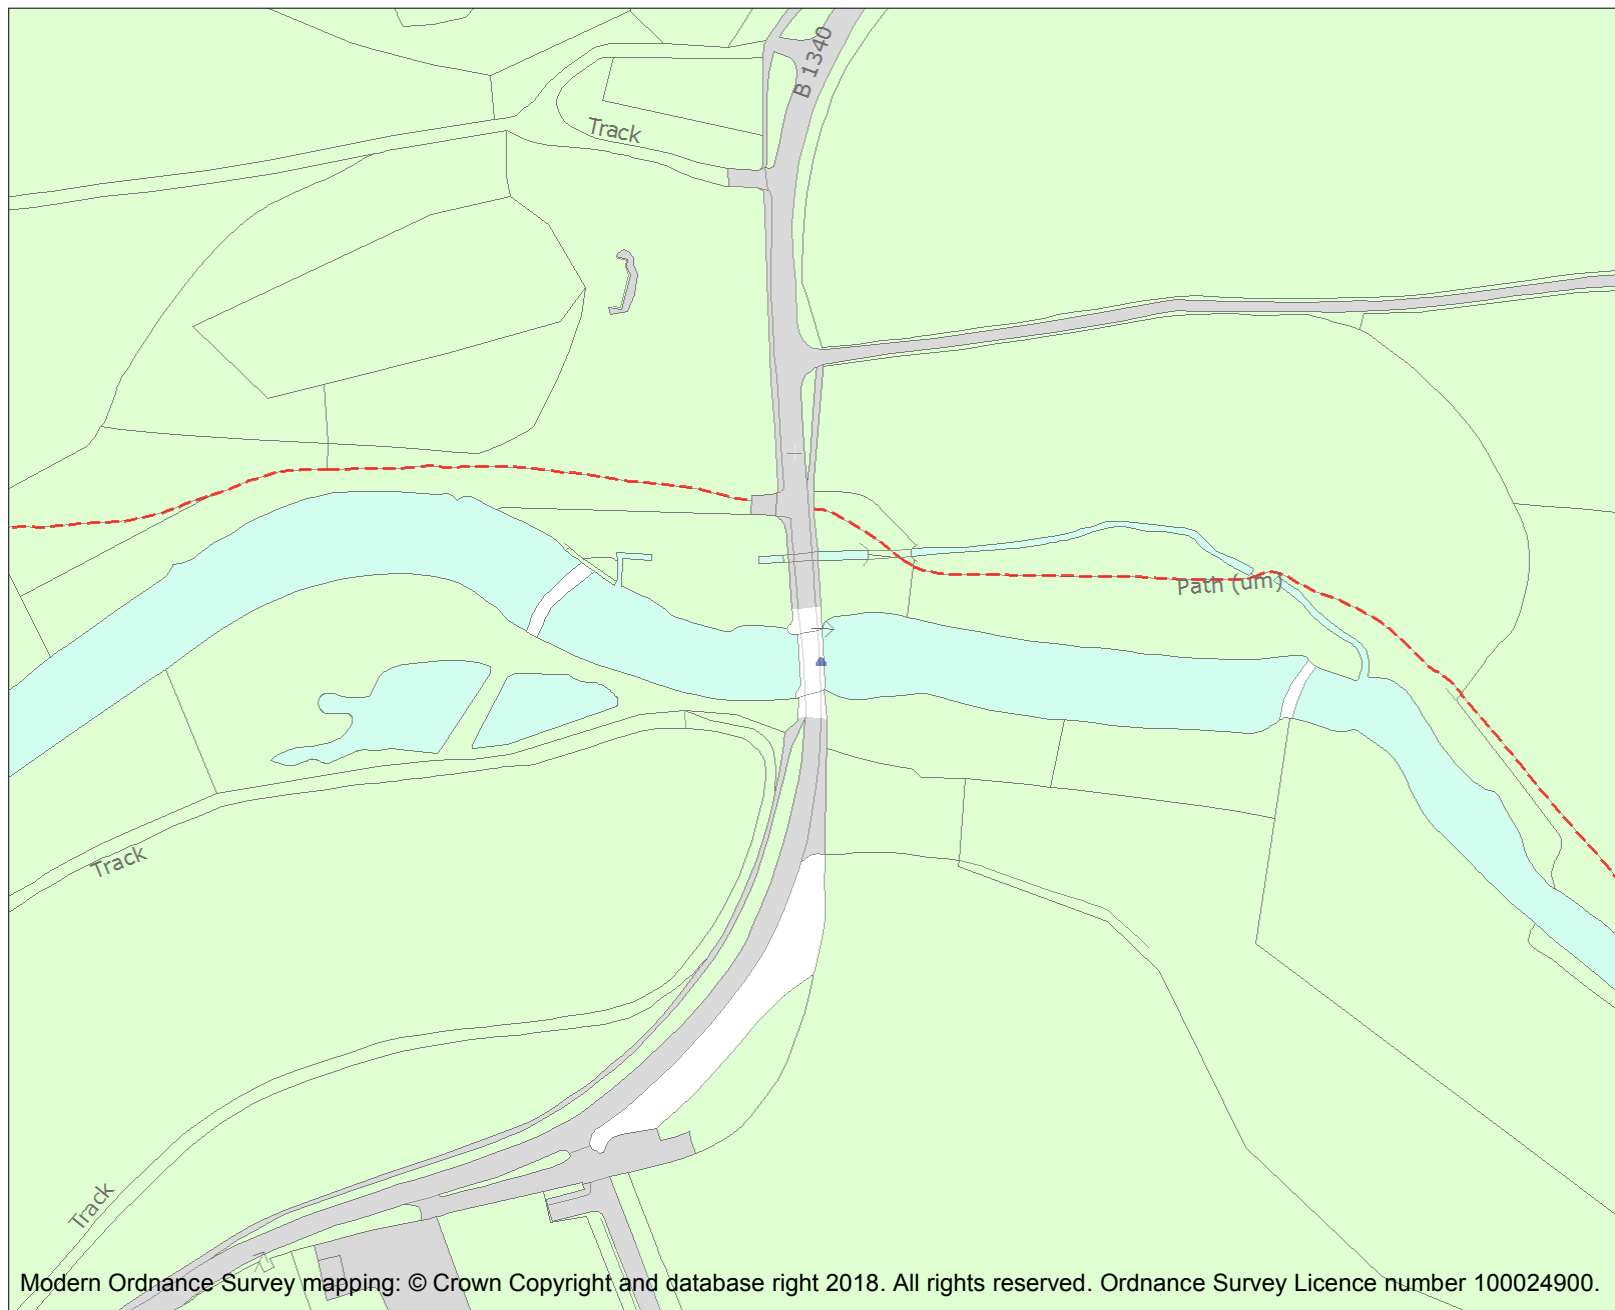 B 1340
Track
Path (um)
Track
Track
Modern Ordnance Survey mapping: © Crown Copyright and database right 2018. All rights reserved. Ordnance Survey Licence number 100024900.